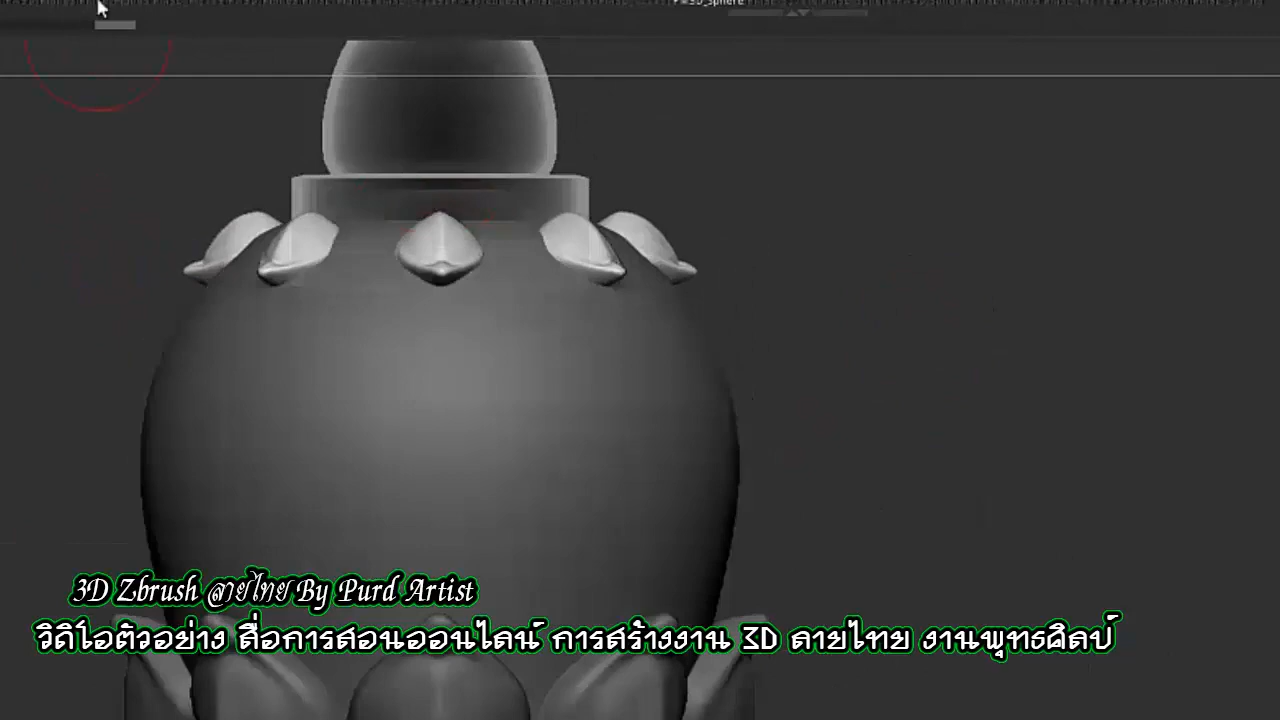 3D_Sphere
3D Zbrush ลายไทย By Purd Artist
วิดิโอตัวอย่าง สื่อการสอนออนไลน์ การสร้างงาน 3D ลายไทย งานพุทธศิลป์